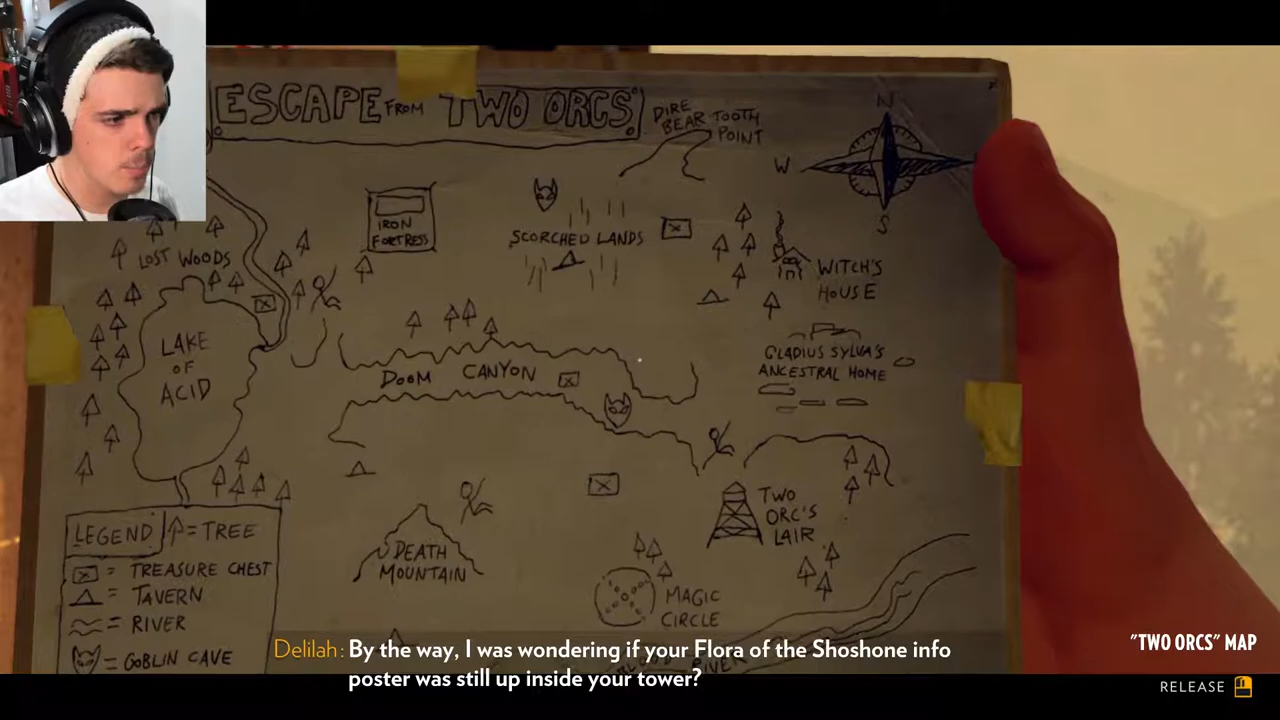 ESCAPE FROM TWO ORCS
DIRE
BEAR TOOTH
POINT
N
W
S
IRON
FORTRESS
SCORCHED LANDS
LOST WOODS
WITCH'S
HOUSE
LAKE
OF
ACID
DOOM CANYON
GLADIUS SYLVA'S
ANCESTRAL HOME
TWO
ORC'S
LAIR
DEATH
MOUNTAIN
MAGIC
CIRCLE
RIVER
LEGEND
= TREE
= TREASURE CHEST
= TAVERN
= RIVER
= GOBLIN CAVE
Delilah: By the way, I was wondering if your Flora of the Shoshone info
poster was still up inside your tower?
"TWO ORCS" MAP
RELEASE